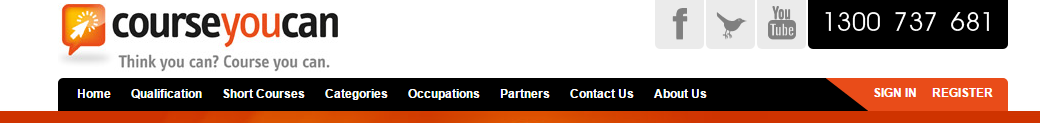 courseyoucan
Think you can? Course you can.
f
You
Tube
1300 737 681
Home Qualification Short Courses Categories Occupations Partners Contact Us About Us
SIGN IN REGISTER